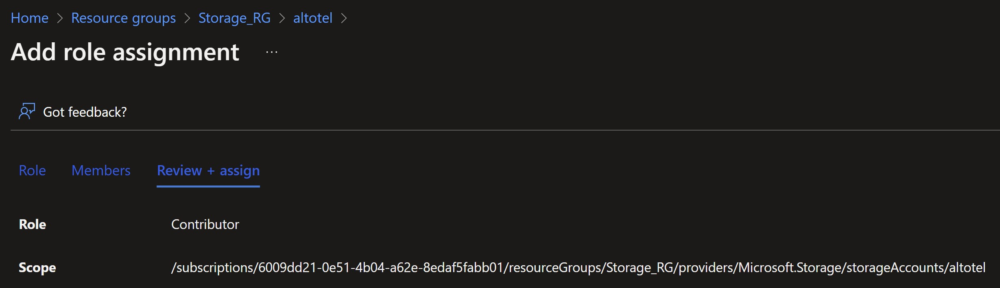 Home > Resource groups > Storage_RG > altotel >
Add role assignment ...
Got feedback?
Role Members Review + assign
Role Contributor
Scope /subscriptions/6009dd21-0e51-4b04-a62e-8edaf5fabb01/resourceGroups/Storage_RG/providers/Microsoft.Storage/storageAccounts/altotel